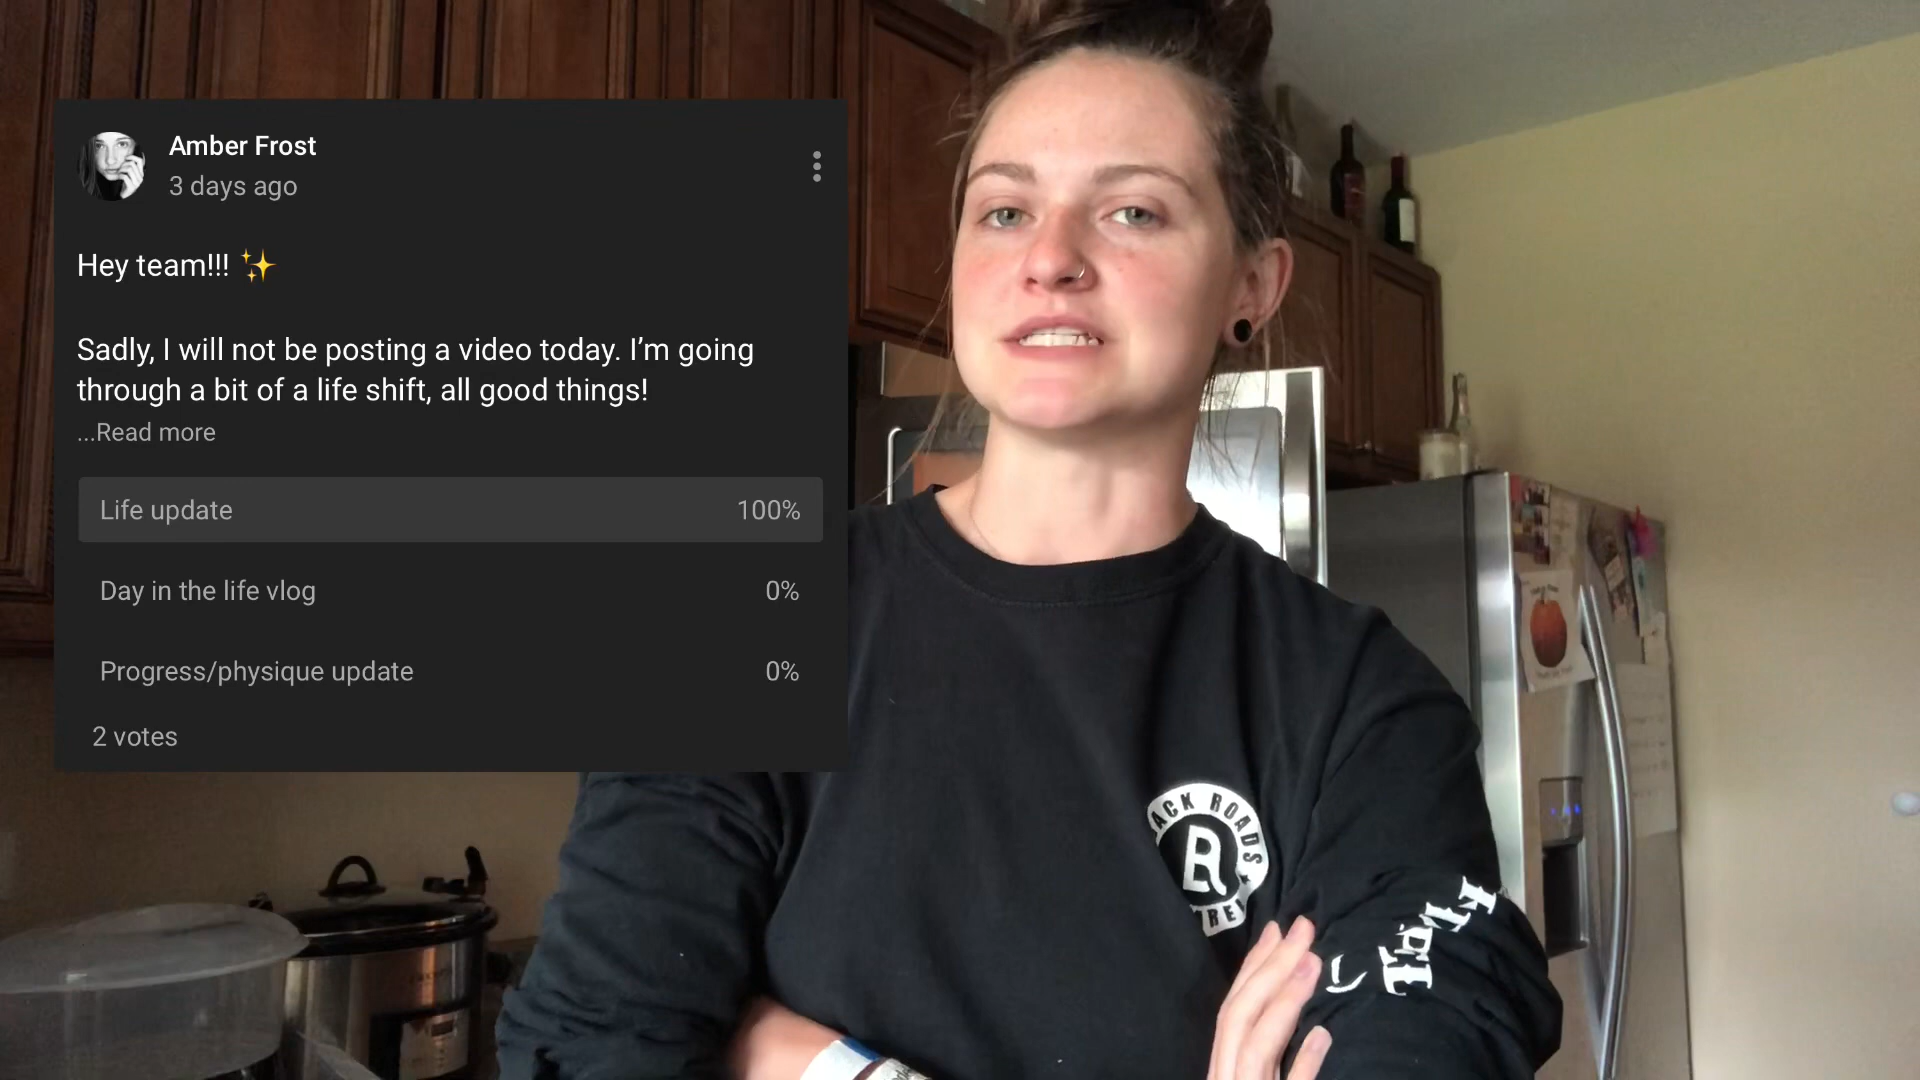 Amber Frost
3 days ago
Hey team!!! ✨
Sadly, I will not be posting a video today. I’m going
through a bit of a life shift, all good things!
...Read more
Life update 100%
Day in the life vlog 0%
Progress/physique update 0%
2 votes
ACK ROADS